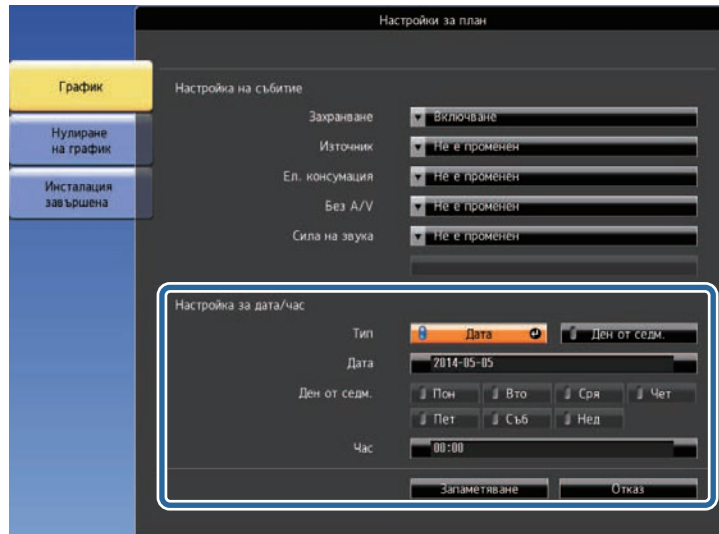 Настройки за план
График
Нулиране
на график
Инсталация
завършена
Настройка на събитие
Захранване Включване
Източник Не е променен
Ел. консумация Не е променен
Без A/V Не е променен
Сила на звука Не е променен
Настройка за дата/час
Тип Дата Ден от седм.
Дата 2014-05-05
Ден от седм. Пон Вто Сря Чет
Пет Съб Нед
Час 00:00
Запаметяване Отказ